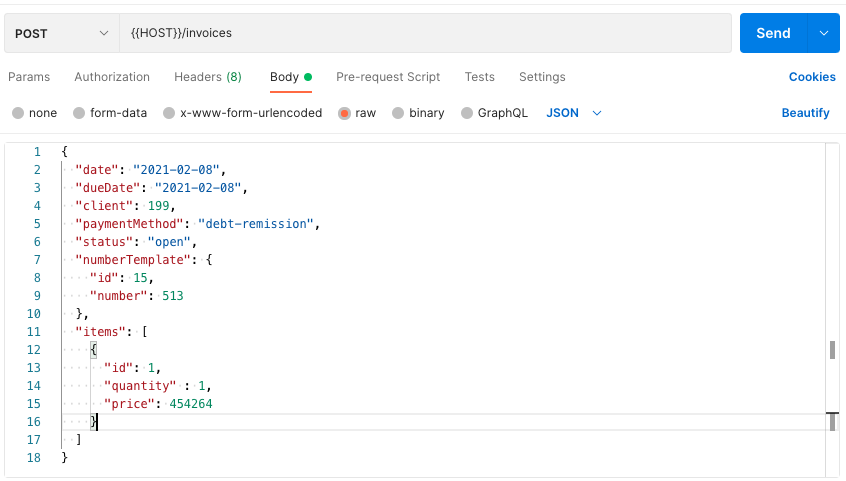 POST {{HOST}}/invoices Send
Params Authorization Headers (8) Body Pre-request Script Tests Settings Cookies
none form-data x-www-form-urlencoded raw binary GraphQL JSON Beautify
1 {
2 "date": "2021-02-08",
3 "dueDate": "2021-02-08",
4 "client": 199,
5 "paymentMethod": "debt-remission",
6 "status": "open",
7 "numberTemplate": {
8 "id": 15,
9 "number": 513
10 },
11 "items": [
12 {
13 "id": 1,
14 "quantity" : 1,
15 "price": 454264
16 }
17 ]
18 }